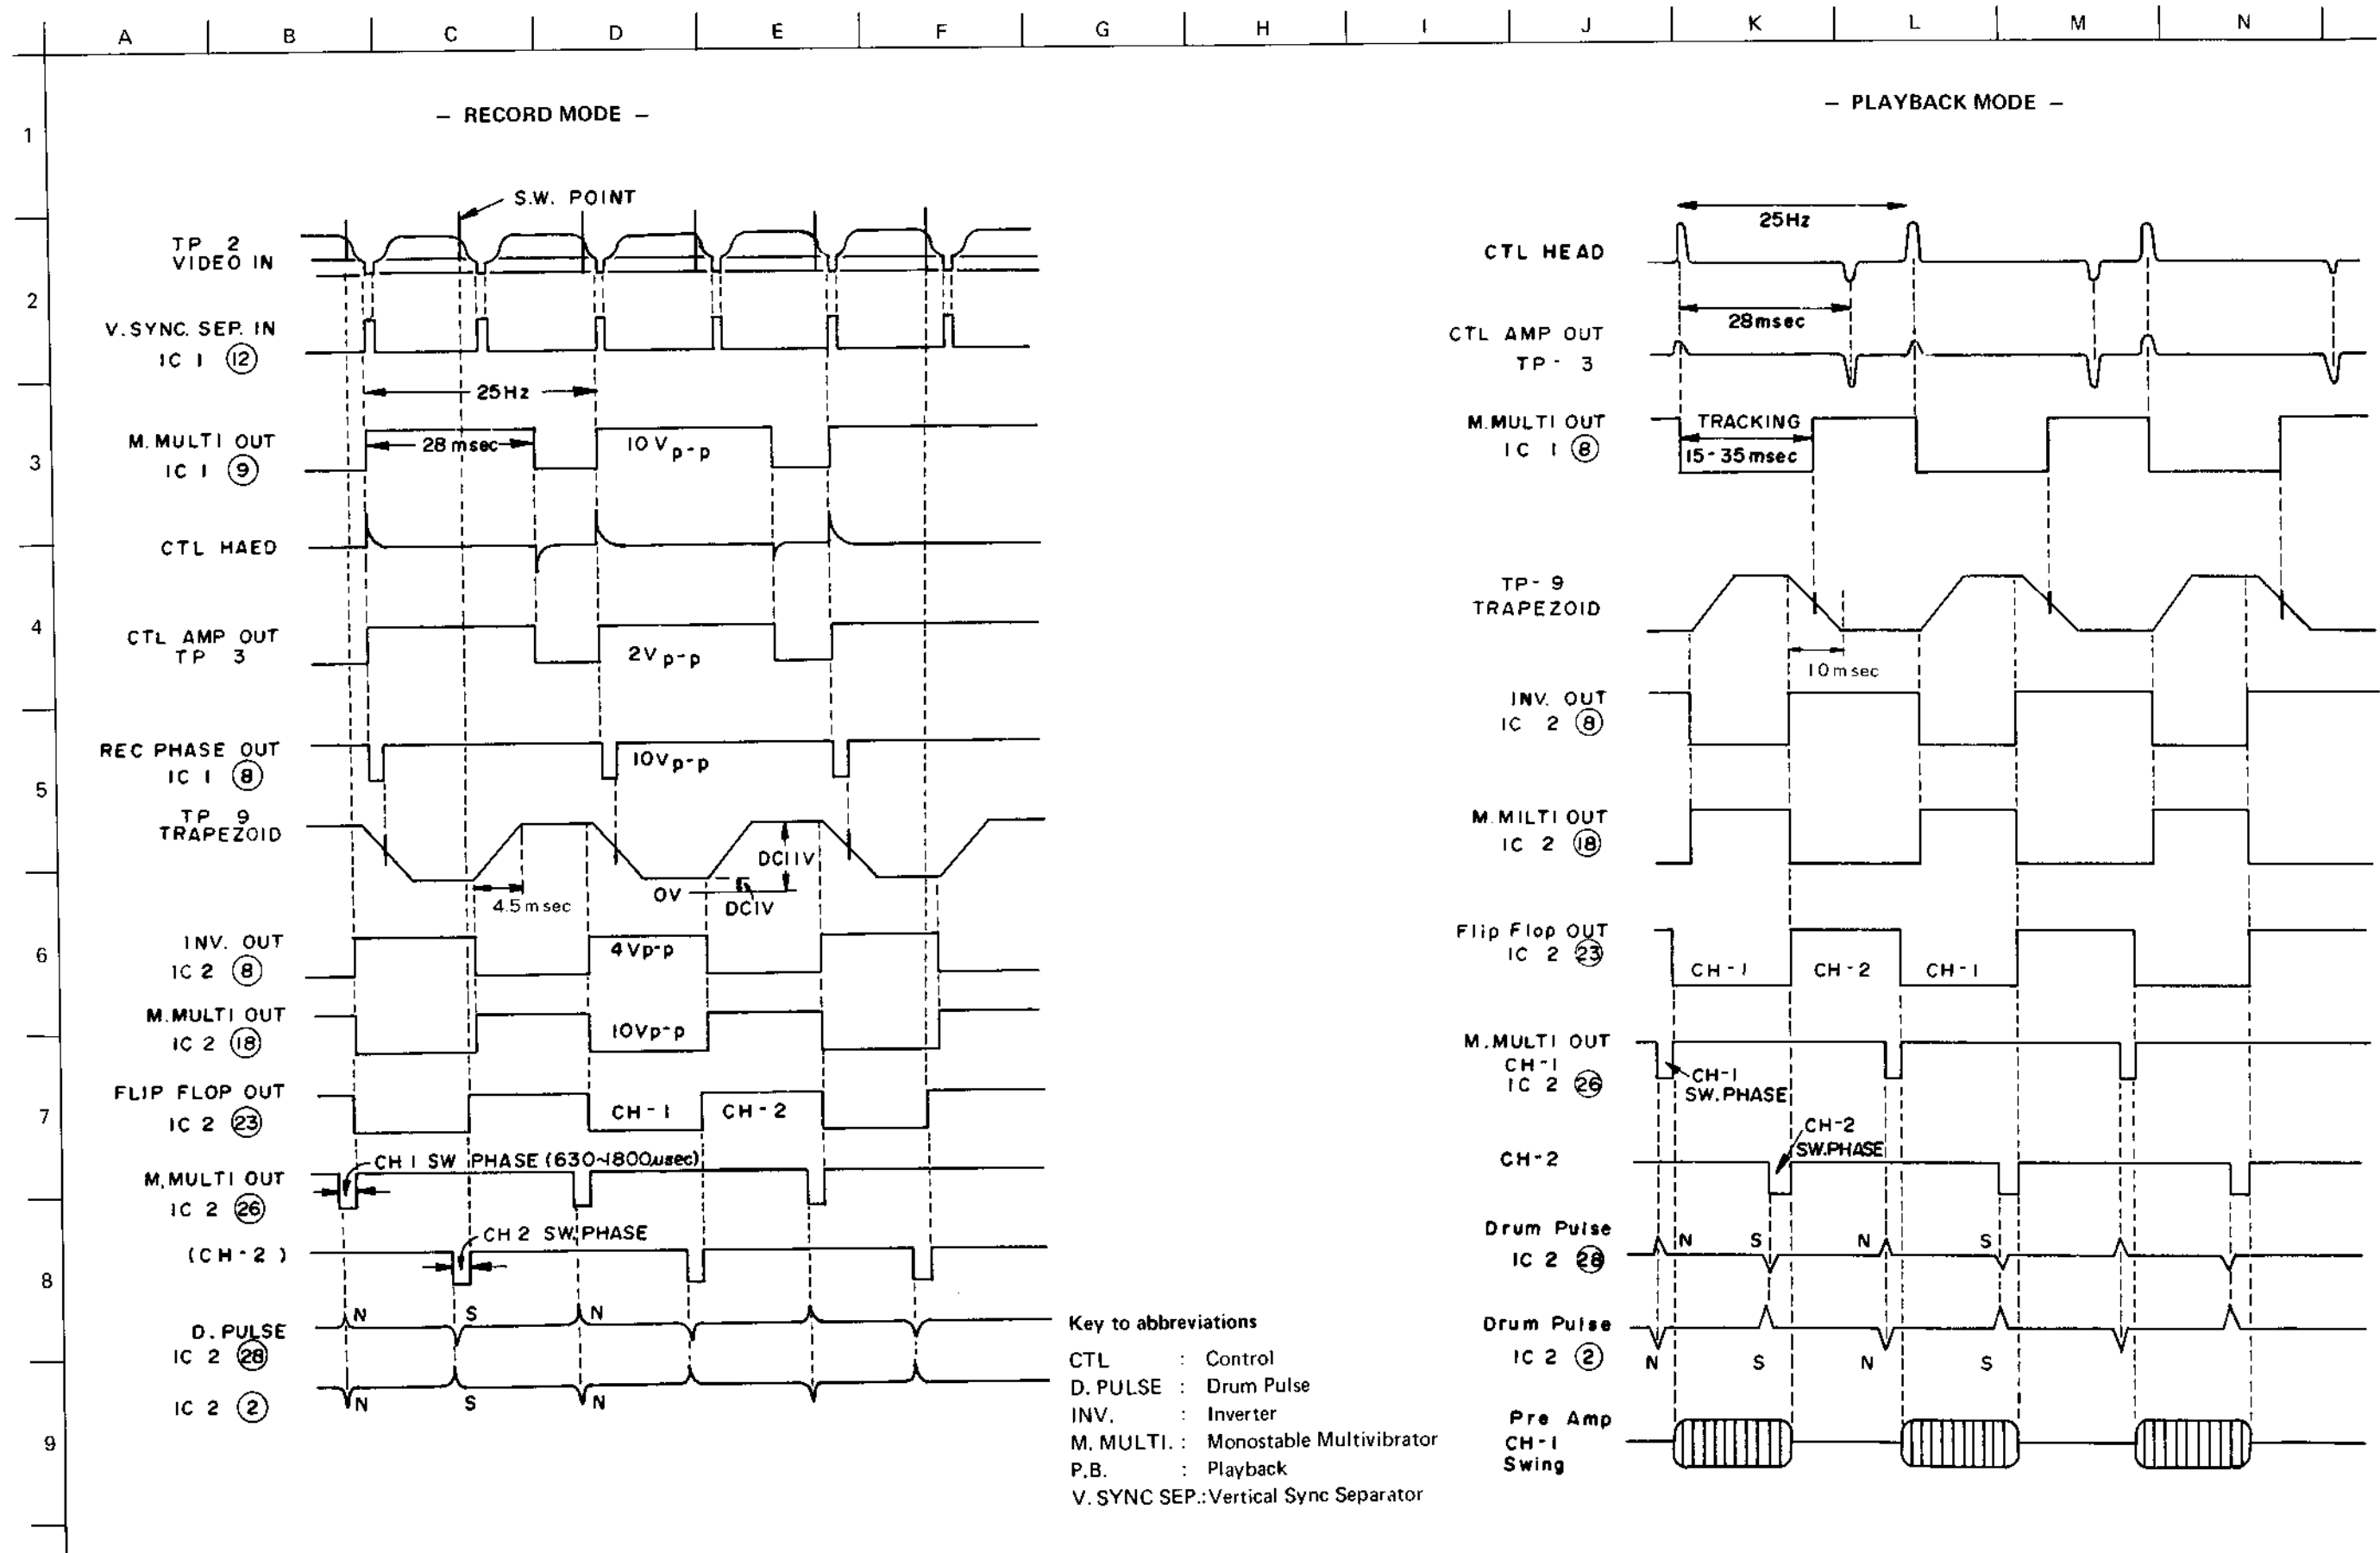 A B C D E F G H I J K L M N
1
2
3
4
5
6
7
8
9
– RECORD MODE –
S.W. POINT
TP 2
VIDEO IN
V.SYNC. SEP. IN
IC 1 (12)
25Hz
M.MULTI OUT
IC 1 (9)
28 msec
10 Vp-p
CTL HAED
CTL AMP OUT
TP 3
2Vp-p
REC PHASE OUT
IC 1 (8)
10Vp-p
TP 9
TRAPEZOID
DC11V
0V
DC1V
4.5 msec
INV. OUT
IC 2 (8)
4Vp-p
M.MULTI OUT
IC 2 (18)
10Vp-p
FLIP FLOP OUT
IC 2 (23)
CH-1 CH-2
CH 1 SW PHASE (630~1800µsec)
M.MULTI OUT
IC 2 (26)
CH 2 SW.PHASE
(CH-2)
N S N
D. PULSE
IC 2 (28)
IC 2 (2)
N S N
Key to abbreviations
CTL : Control
D. PULSE : Drum Pulse
INV. : Inverter
M. MULTI. : Monostable Multivibrator
P.B. : Playback
V. SYNC SEP.: Vertical Sync Separator
– PLAYBACK MODE –
25Hz
CTL HEAD
28msec
CTL AMP OUT
TP- 3
M.MULTI OUT
IC 1 (8)
TRACKING
15-35msec
TP-9
TRAPEZOID
10msec
INV. OUT
IC 2 (8)
M.MILTI OUT
IC 2 (18)
Flip Flop OUT
IC 2 (23)
CH-1 CH-2 CH-1
M.MULTI OUT
CH-1
IC 2 (26)
CH-1
SW.PHASE
CH-2
SW.PHASE
CH-2
Drum Pulse
IC 2 (28)
N S N S
Drum Pulse
IC 2 (2)
N S N S
Pre Amp
CH-1
Swing